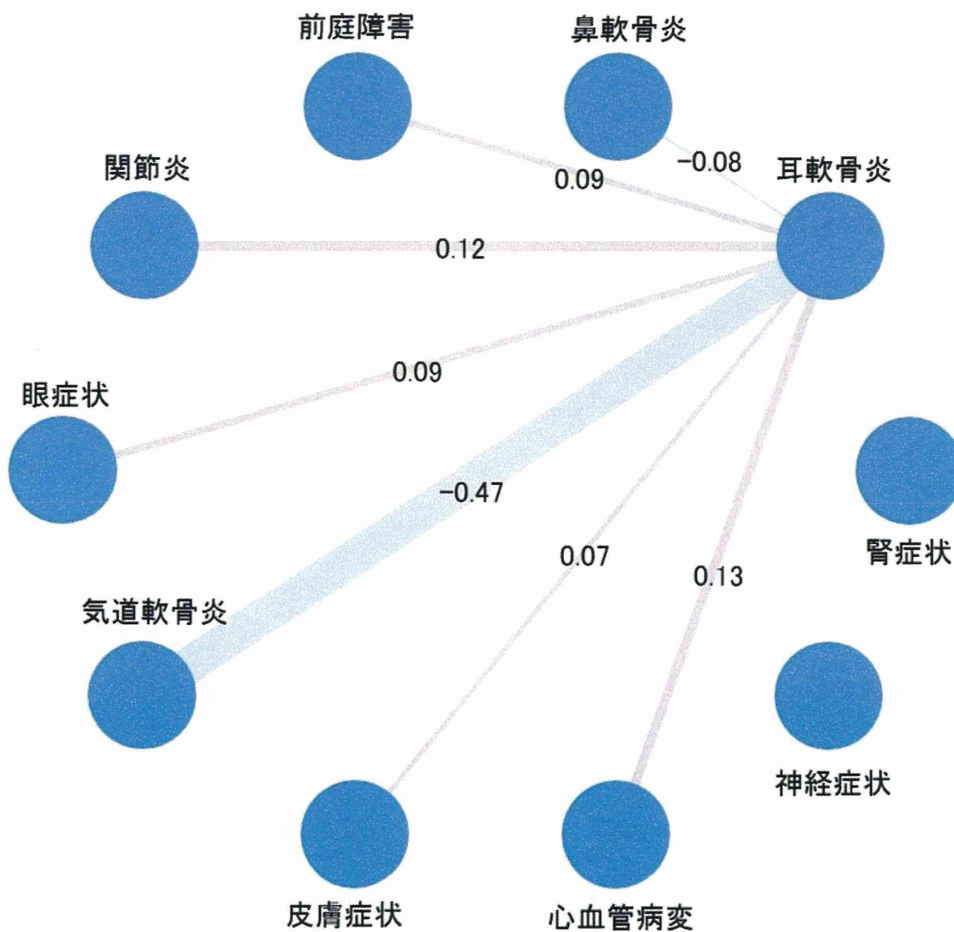 前庭障害
鼻軟骨炎
関節炎
耳軟骨炎
-0.08
0.09
0.12
0.09
眼症状
-0.47
腎症状
0.07
0.13
気道軟骨炎
神経症状
皮膚症状
心血管病変